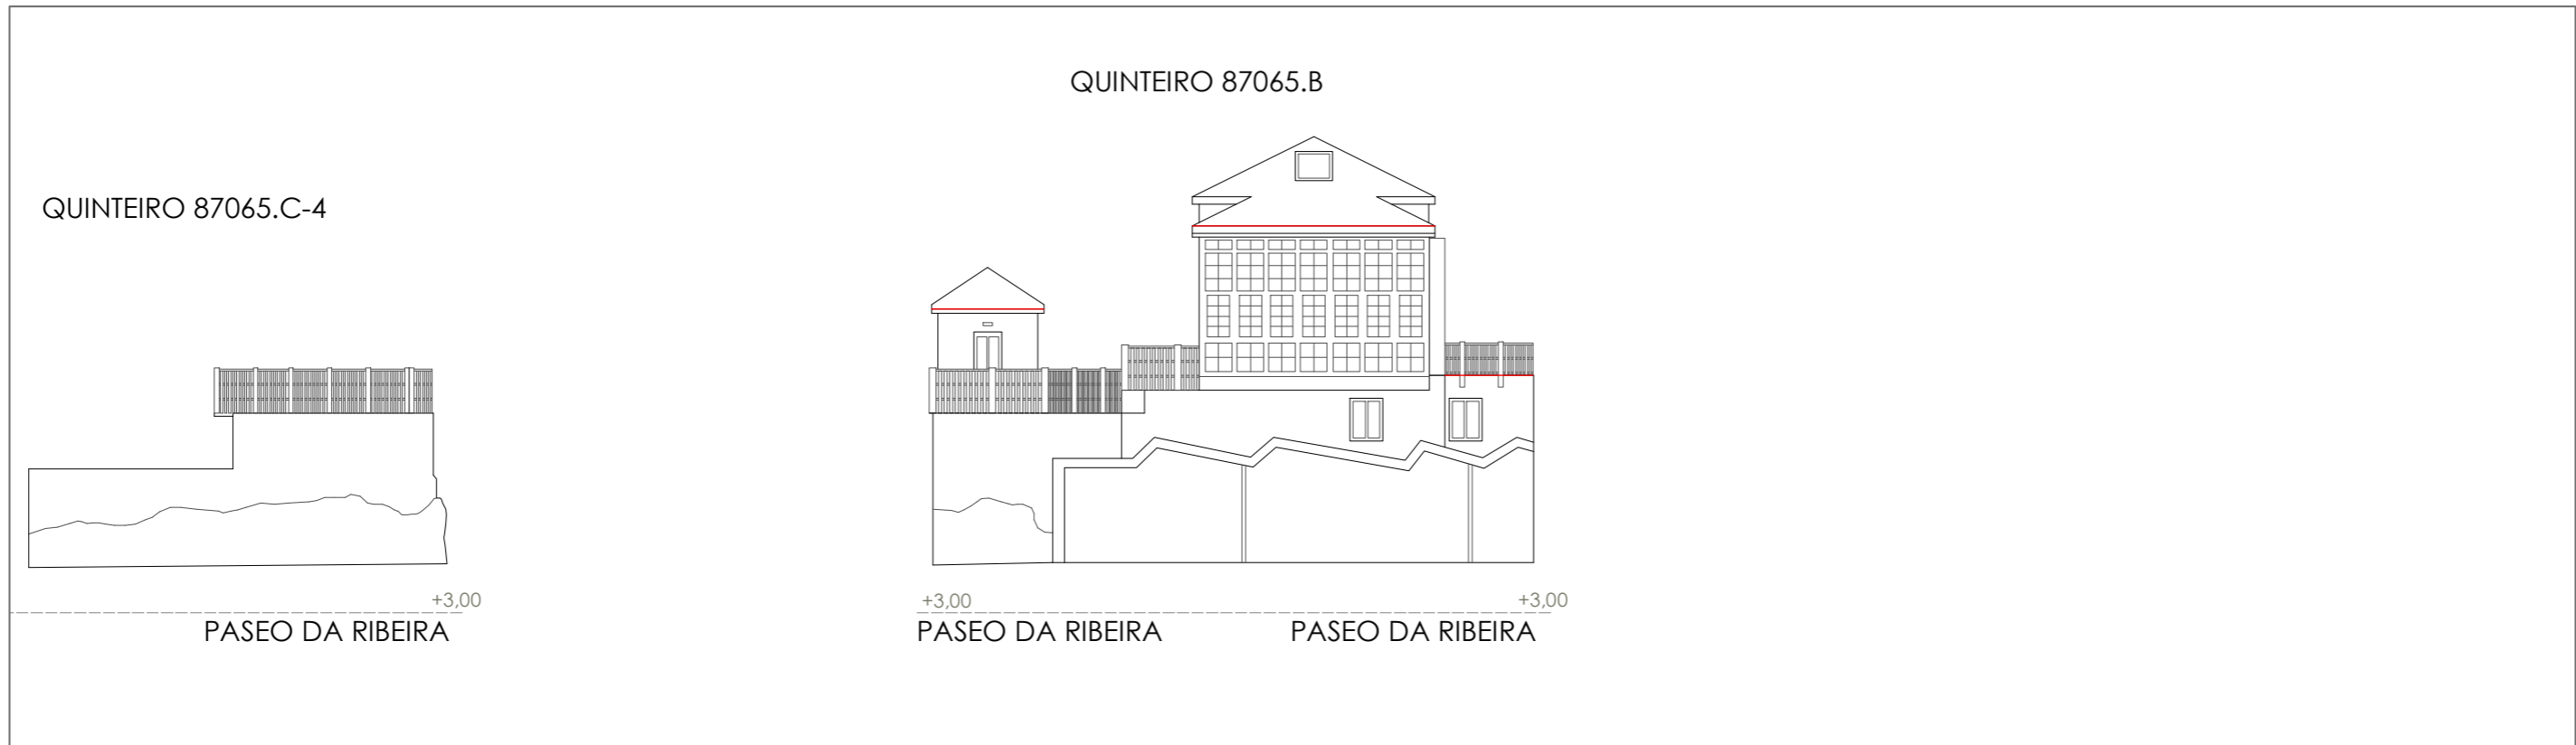 QUINTEIRO 87065.B
QUINTEIRO 87065.C-4
+3,00
+3,00
+3,00
PASEO DA RIBEIRA
PASEO DA RIBEIRA
PASEO DA RIBEIRA